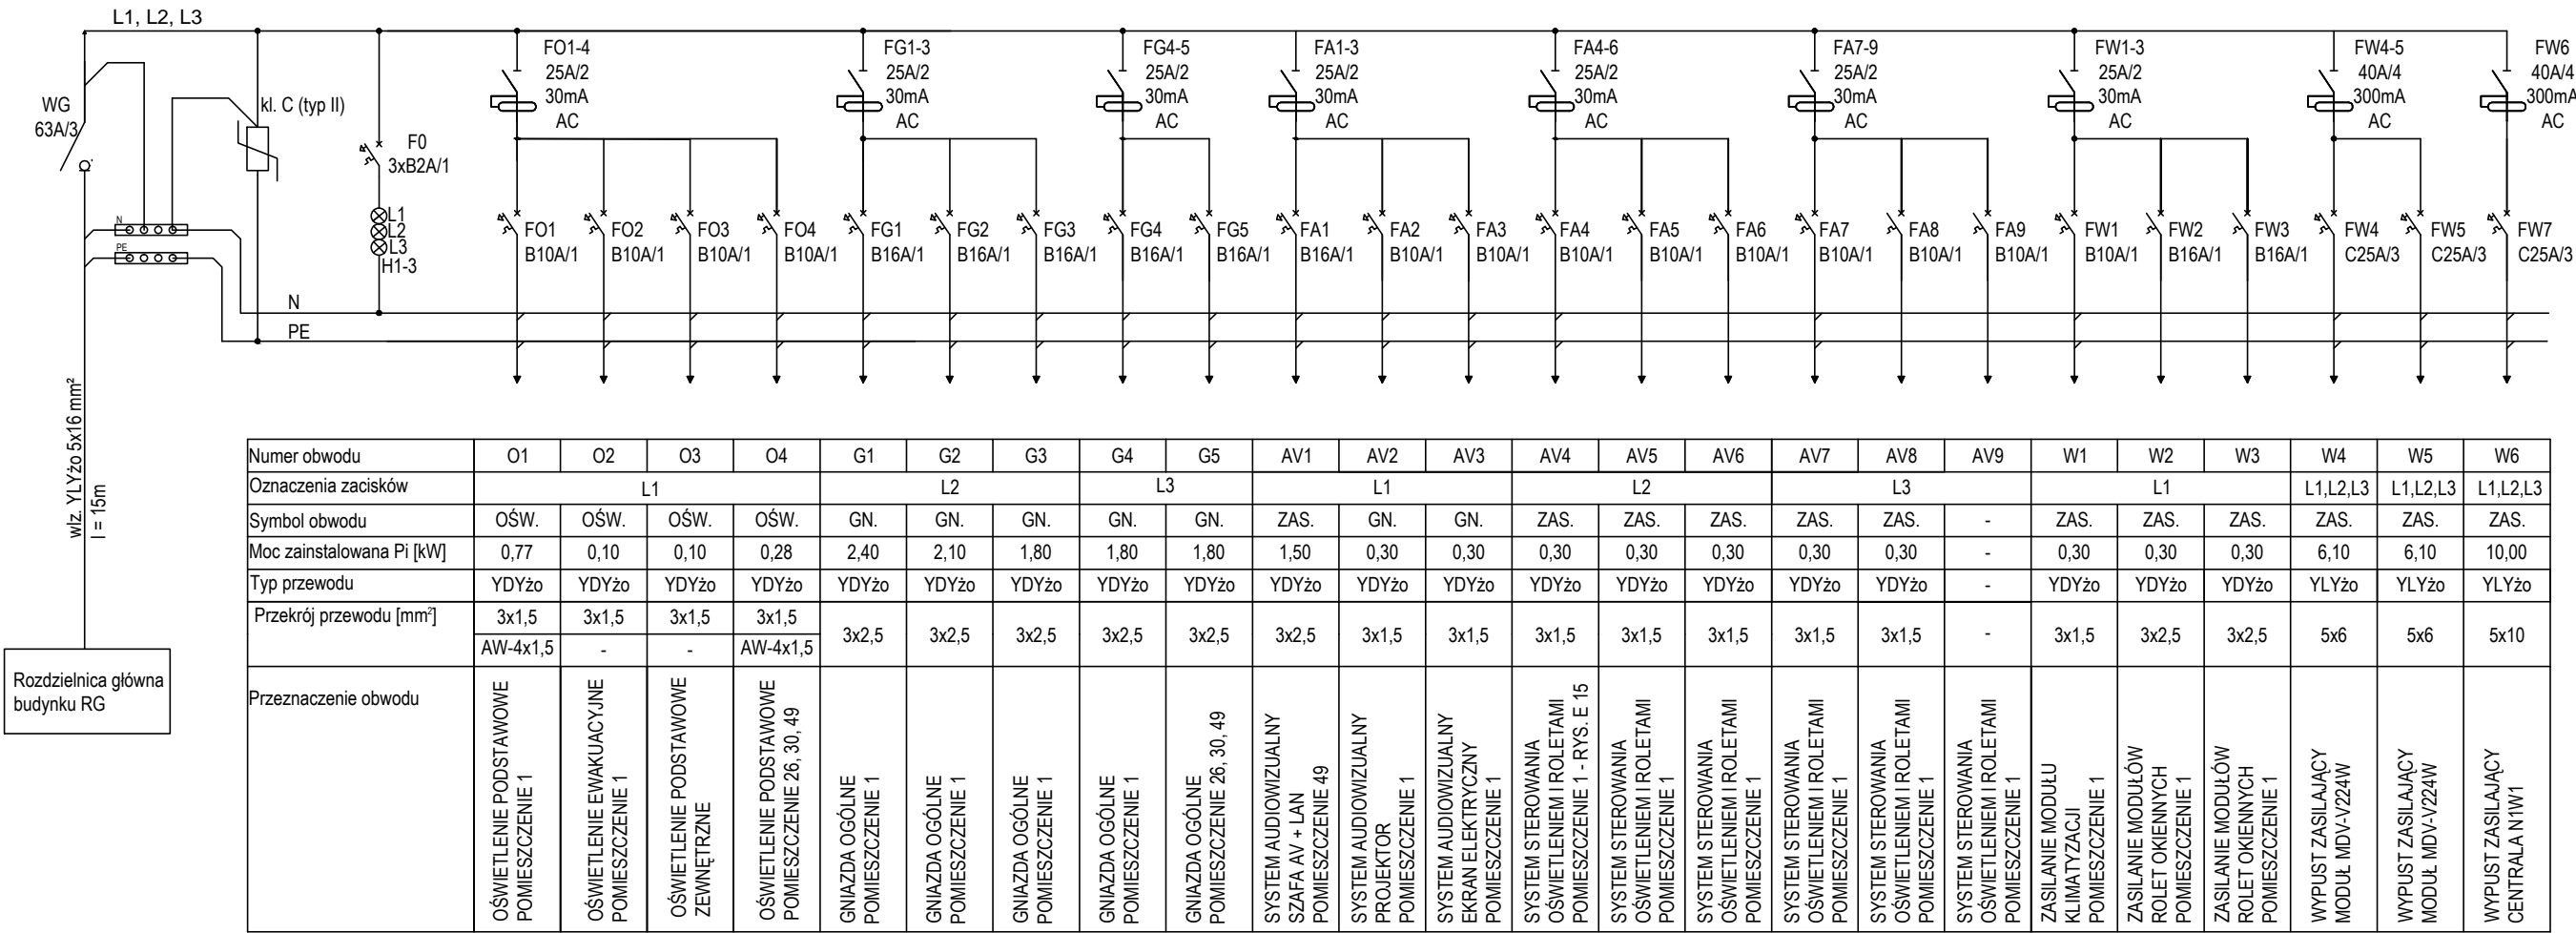 L1, L2, L3
WG
63A/3
kl. C (typ II)
F0
3xB2A/1
L1
L2
L3
H1-3
N
PE
N
PE
wlz. YLYżo 5x16 mm²
l = 15m
Rozdzielnica główna
budynku RG
FO1-4
25A/2
30mA
AC
FG1-3
25A/2
30mA
AC
FG4-5
25A/2
30mA
AC
FA1-3
25A/2
30mA
AC
FA4-6
25A/2
30mA
AC
FA7-9
25A/2
30mA
AC
FW1-3
25A/2
30mA
AC
FW4-5
40A/4
300mA
AC
FW6
40A/4
300mA
AC
FO1
B10A/1
FO2
B10A/1
FO3
B10A/1
FO4
B10A/1
FG1
B16A/1
FG2
B16A/1
FG3
B16A/1
FG4
B16A/1
FG5
B16A/1
FA1
B16A/1
FA2
B10A/1
FA3
B10A/1
FA4
B10A/1
FA5
B10A/1
FA6
B10A/1
FA7
B10A/1
FA8
B10A/1
FA9
B10A/1
FW1
B10A/1
FW2
B16A/1
FW3
B16A/1
FW4
C25A/3
FW5
C25A/3
FW7
C25A/3
Numer obwodu O1 O2 O3 O4 G1 G2 G3 G4 G5 AV1 AV2 AV3 AV4 AV5 AV6 AV7 AV8 AV9 W1 W2 W3 W4 W5 W6
Oznaczenia zacisków L1 L2 L3 L1 L2 L3 L1 L1,L2,L3 L1,L2,L3 L1,L2,L3
Symbol obwodu OŚW. OŚW. OŚW. OŚW. GN. GN. GN. GN. GN. ZAS. GN. GN. ZAS. ZAS. ZAS. ZAS. ZAS. - ZAS. ZAS. ZAS. ZAS. ZAS. ZAS.
Moc zainstalowana Pi [kW] 0,77 0,10 0,10 0,28 2,40 2,10 1,80 1,80 1,80 1,50 0,30 0,30 0,30 0,30 0,30 0,30 0,30 - 0,30 0,30 0,30 6,10 6,10 10,00
Typ przewodu YDYżo YDYżo YDYżo YDYżo YDYżo YDYżo YDYżo YDYżo YDYżo YDYżo YDYżo YDYżo YDYżo YDYżo YDYżo YDYżo YDYżo - YDYżo YDYżo YDYżo YLYżo YLYżo YLYżo
Przekrój przewodu [mm²] 3x1,5 3x1,5 3x1,5 3x1,5
3x2,5 3x2,5 3x2,5 3x2,5 3x2,5 3x2,5 3x1,5 3x1,5 3x1,5 3x1,5 3x1,5 3x1,5 3x1,5 - 3x1,5 3x2,5 3x2,5 5x6 5x6 5x10
AW-4x1,5 - - AW-4x1,5
Przeznaczenie obwodu
OŚWIETLENIE PODSTAWOWE
POMIESZCZENIE 1
OŚWIETLENIE EWAKUACYJNE
POMIESZCZENIE 1
OŚWIETLENIE PODSTAWOWE
ZEWNĘTRZNE
OŚWIETLENIE PODSTAWOWE
POMIESZCZENIE 26, 30, 49
GNIAZDA OGÓLNE
POMIESZCZENIE 1
GNIAZDA OGÓLNE
POMIESZCZENIE 1
GNIAZDA OGÓLNE
POMIESZCZENIE 1
GNIAZDA OGÓLNE
POMIESZCZENIE 1
GNIAZDA OGÓLNE
POMIESZCZENIE 26, 30, 49
SYSTEM AUDIOWIZUALNY
SZAFA AV + LAN
POMIESZCZENIE 49
SYSTEM AUDIOWIZUALNY
PROJEKTOR
POMIESZCZENIE 1
SYSTEM AUDIOWIZUALNY
EKRAN ELEKTRYCZNY
POMIESZCZENIE 1
SYSTEM STEROWANIA
OŚWIETLENIEM I ROLETAMI
POMIESZCZENIE 1 - RYS. E 15
SYSTEM STEROWANIA
OŚWIETLENIEM I ROLETAMI
POMIESZCZENIE 1
SYSTEM STEROWANIA
OŚWIETLENIEM I ROLETAMI
POMIESZCZENIE 1
SYSTEM STEROWANIA
OŚWIETLENIEM I ROLETAMI
POMIESZCZENIE 1
SYSTEM STEROWANIA
OŚWIETLENIEM I ROLETAMI
POMIESZCZENIE 1
SYSTEM STEROWANIA
OŚWIETLENIEM I ROLETAMI
POMIESZCZENIE 1
ZASILANIE MODUŁU
KLIMATYZACJI
POMIESZCZENIE 1
ZASILANIE MODUŁÓW
ROLET OKIENNYCH
POMIESZCZENIE 1
ZASILANIE MODUŁÓW
ROLET OKIENNYCH
POMIESZCZENIE 1
WYPUST ZASILAJĄCY
MODUŁ MDV-V224W
WYPUST ZASILAJĄCY
MODUŁ MDV-V224W
WYPUST ZASILAJĄCY
CENTRALA N1W1